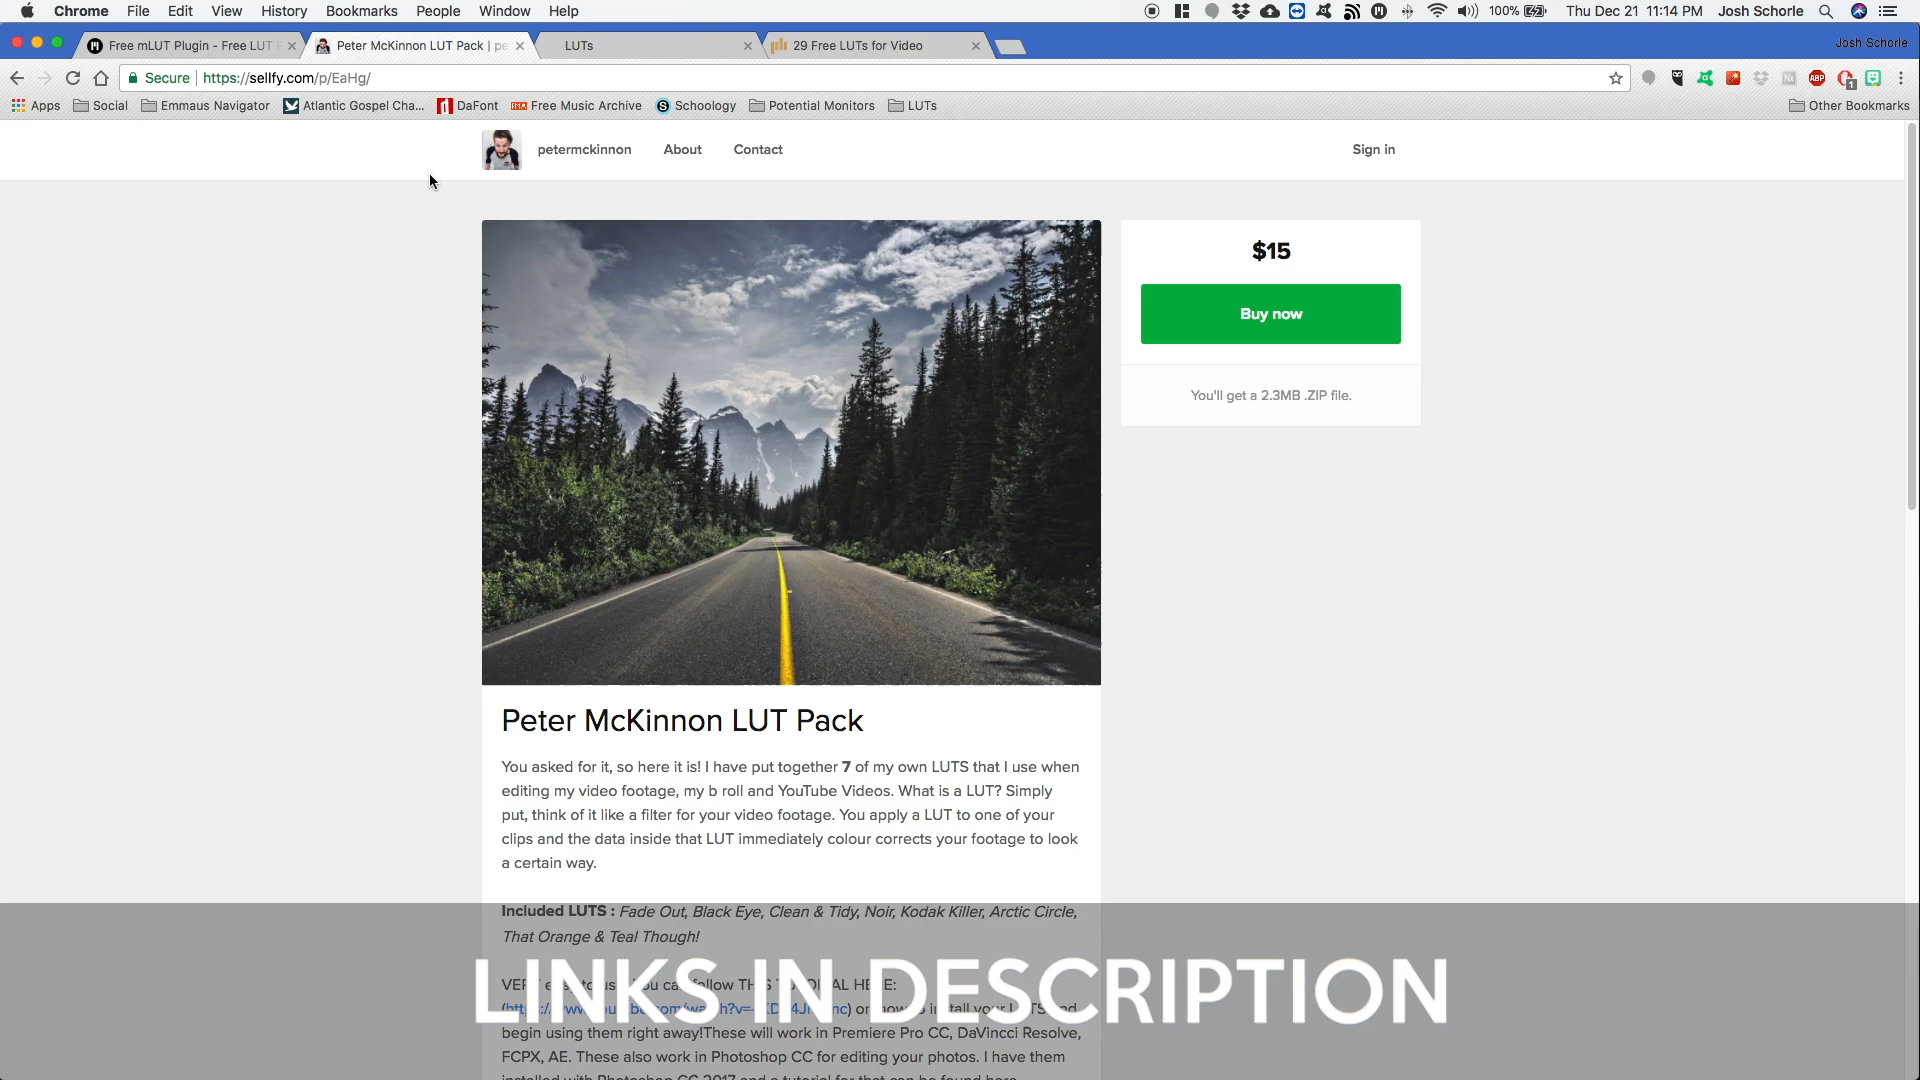 Chrome File Edit View History Bookmarks People Window Help 100% Thu Dec 21 11:14 PM Josh Schorle
Free mLUT Plugin - Free LUT Peter McKinnon LUT Pack | pe LUTs 29 Free LUTs for Video Josh Schorle
Secure https://sellfy.com/p/EaHg/ ABP 1
Apps Social Emmaus Navigator Atlantic Gospel Cha... DaFont FMA Free Music Archive S Schoology Potential Monitors LUTs Other Bookmarks
petermckinnon About Contact Sign in
$15
Buy now
You'll get a 2.3MB .ZIP file.
Peter McKinnon LUT Pack
You asked for it, so here it is! I have put together 7 of my own LUTS that I use when
editing my video footage, my b roll and YouTube Videos. What is a LUT? Simply
put, think of it like a filter for your video footage. You apply a LUT to one of your
clips and the data inside that LUT immediately colour corrects your footage to look
a certain way.
Included LUTS : Fade Out, Black Eye, Clean & Tidy, Noir, Kodak Killer, Arctic Circle,
That Orange & Teal Though!
LINKS IN DESCRIPTION
begin using them right away!These will work in Premiere Pro CC, DaVincci Resolve,
FCPX, AE. These also work in Photoshop CC for editing your photos. I have them